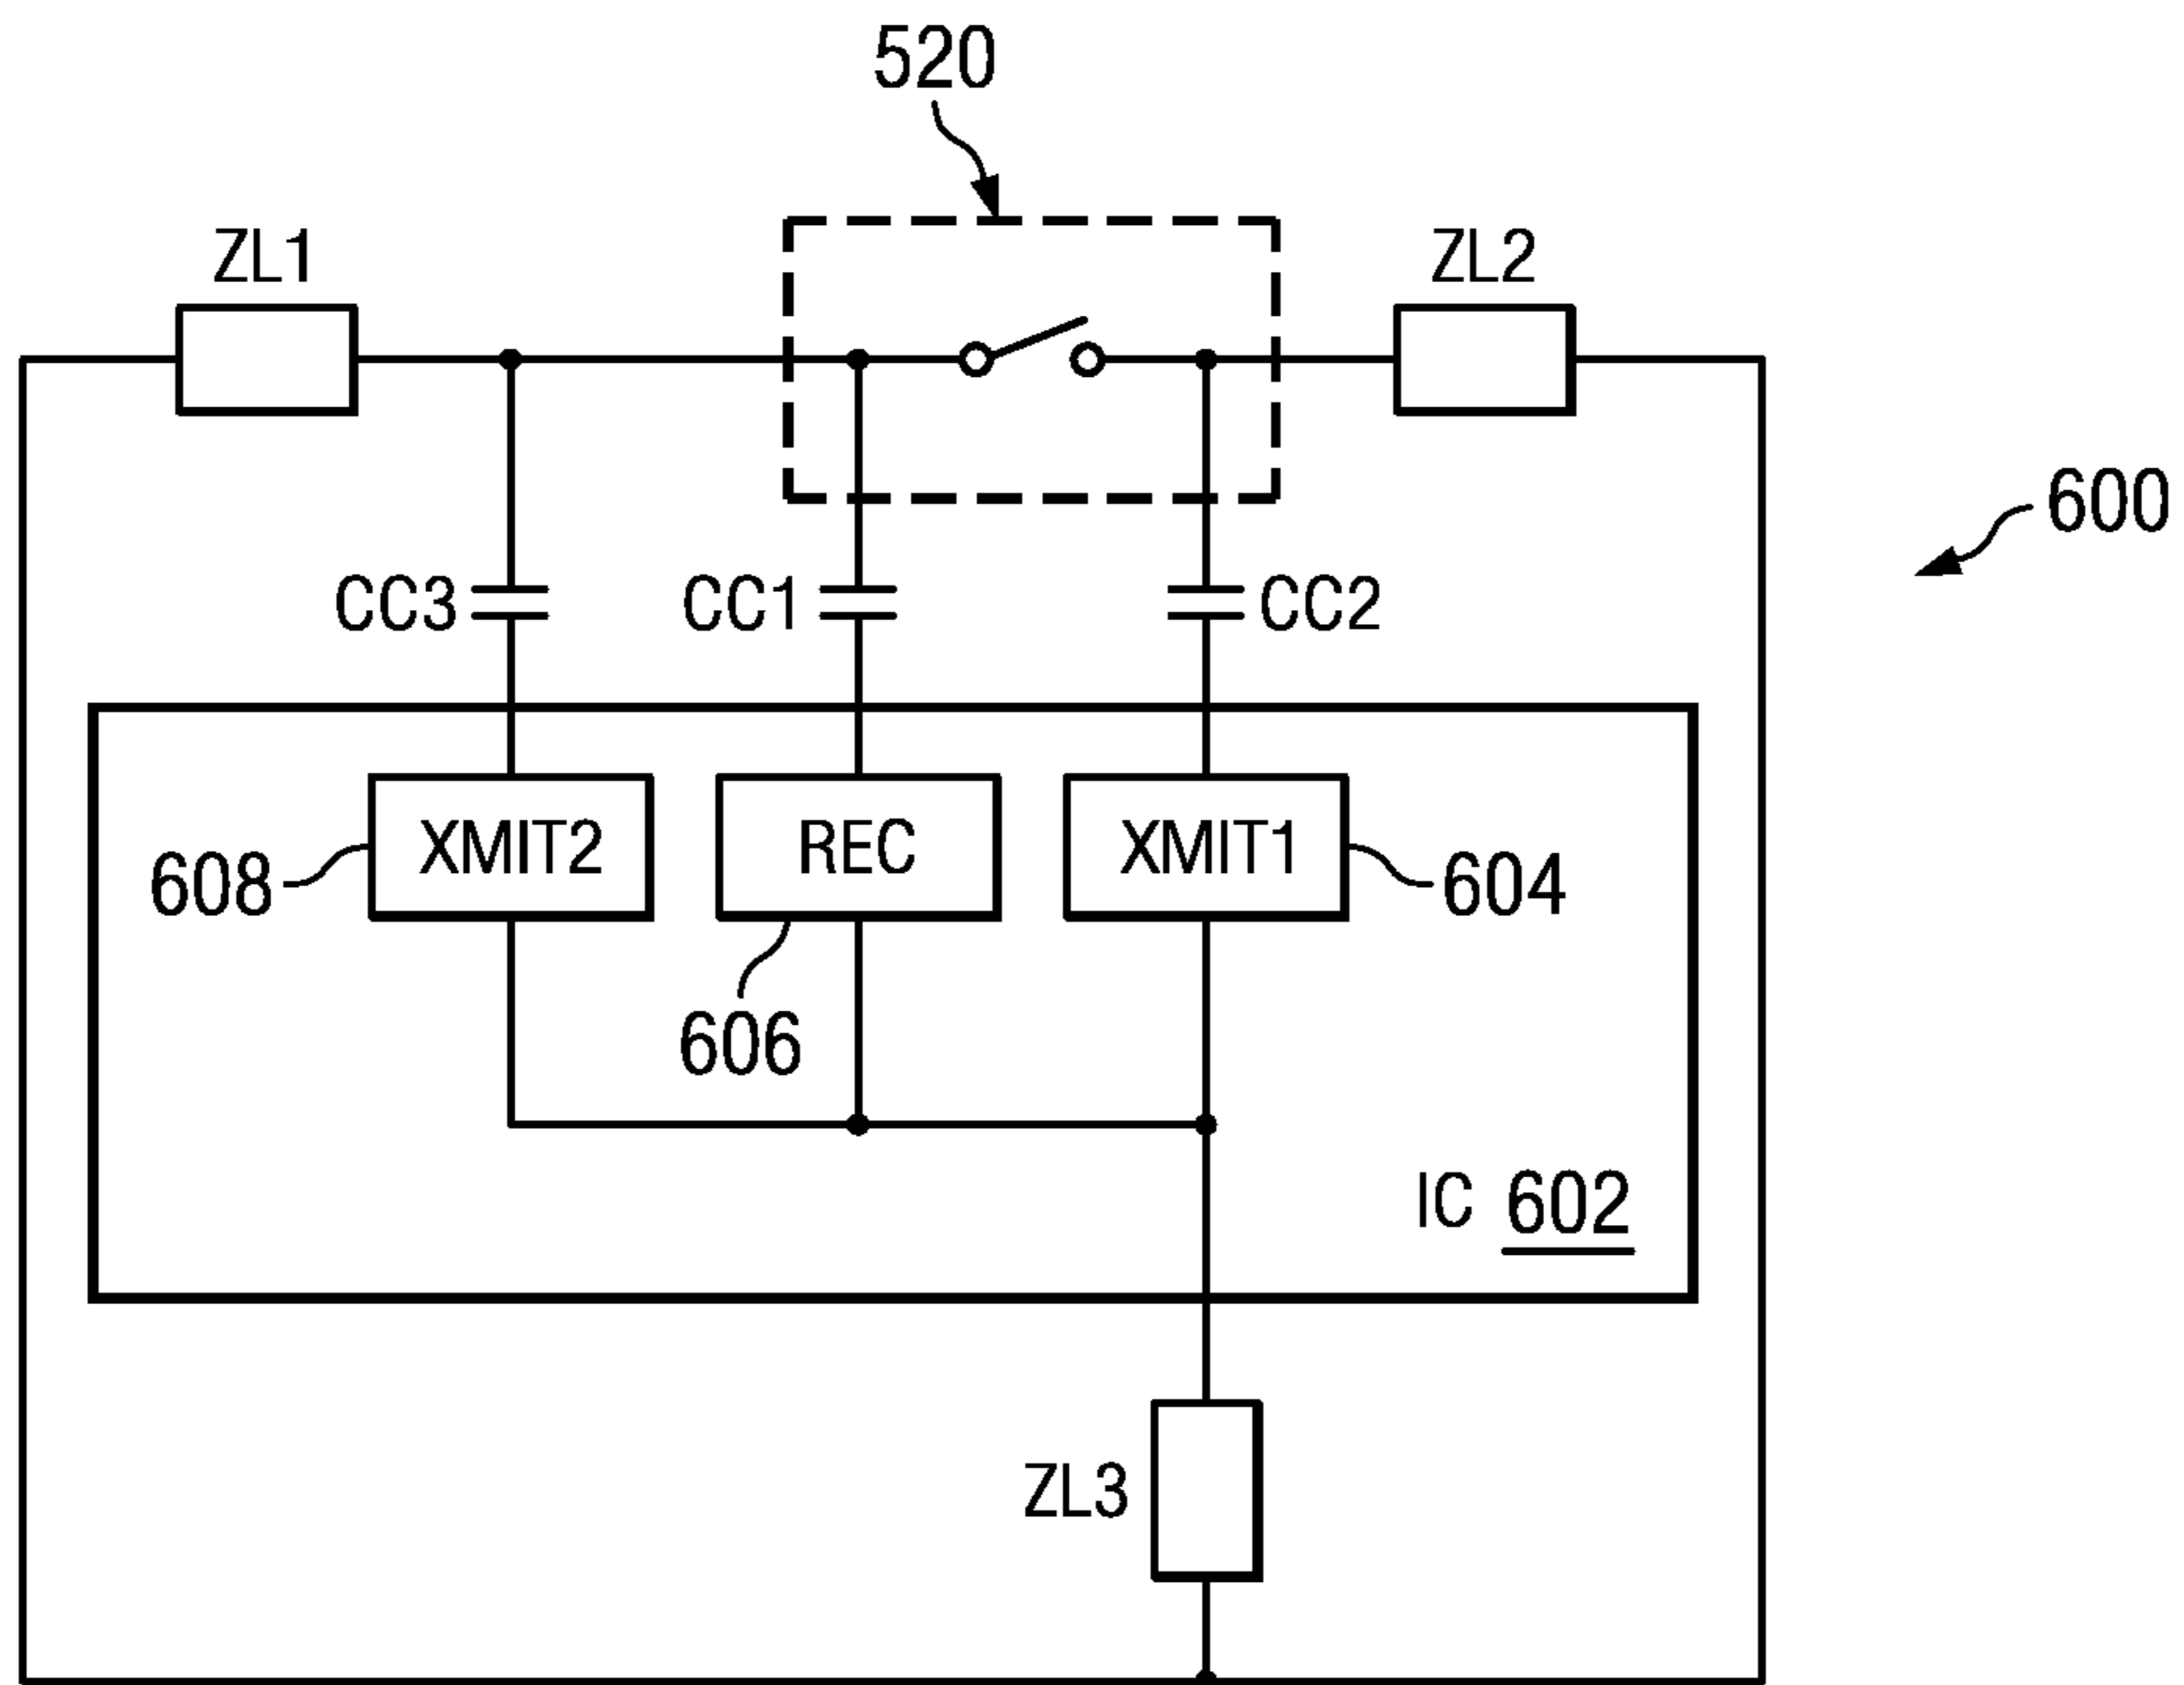 520
ZL1
ZL2
600
CC3
CC1
CC2
XMIT2
REC
XMIT1
608
604
606
IC 602
ZL3